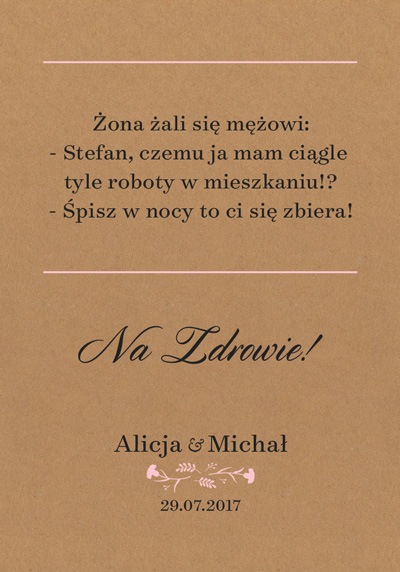 Żona żali się mężowi:
- Stefan, czemu ja mam ciągle
tyle roboty w mieszkaniu!?
- Śpisz w nocy to ci się zbiera!
Na Zdrowie!
Alicja & Michał
29.07.2017